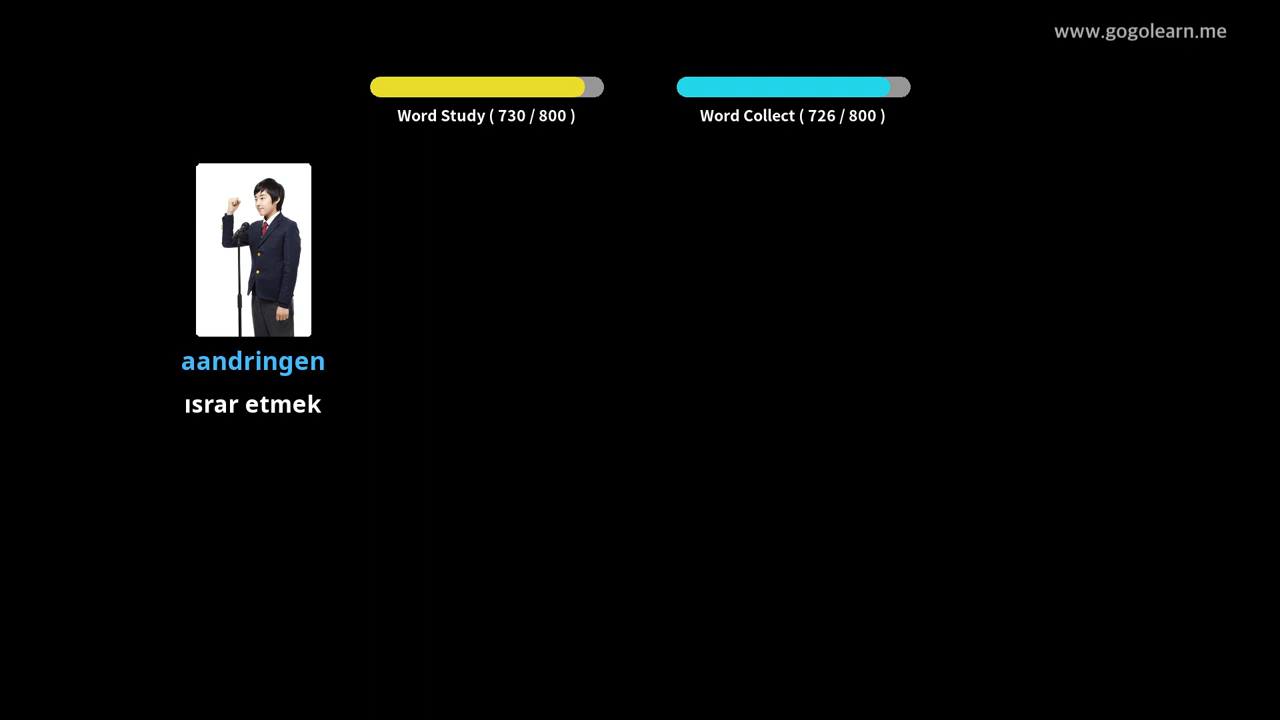 www.gogolearn.me
Word Study ( 730 / 800 )
Word Collect ( 726 / 800 )
aandringen
ısrar etmek